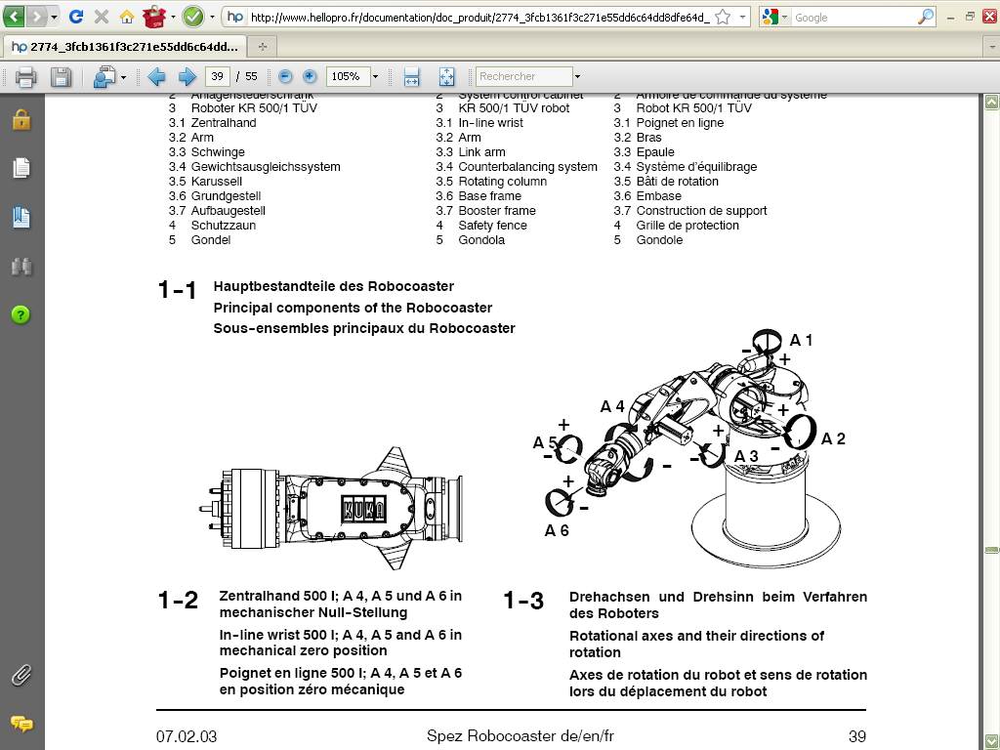 http://www.hellopro.fr/documentation/doc_produit/2774_3fcb1361f3c271e55dd6c64dd8dfe64d_
Google
2774_3fcb1361f3c271e55dd6c64dd...
39 / 55
105%
Rechercher
2 Anlagensteuerschrank 2 System control cabinet 2 Armoire de commande du système
3 Roboter KR 500/1 TÜV 3 KR 500/1 TÜV robot 3 Robot KR 500/1 TÜV
3.1 Zentralhand 3.1 In-line wrist 3.1 Poignet en ligne
3.2 Arm 3.2 Arm 3.2 Bras
3.3 Schwinge 3.3 Link arm 3.3 Epaule
3.4 Gewichtsausgleichssystem 3.4 Counterbalancing system 3.4 Système d'équilibrage
3.5 Karussell 3.5 Rotating column 3.5 Bâti de rotation
3.6 Grundgestell 3.6 Base frame 3.6 Embase
3.7 Aufbaugestell 3.7 Booster frame 3.7 Construction de support
4 Schutzzaun 4 Safety fence 4 Grille de protection
5 Gondel 5 Gondola 5 Gondole
1-1 Hauptbestandteile des Robocoaster
Principal components of the Robocoaster
Sous-ensembles principaux du Robocoaster
A 1
- +
A 4
+
A 2
-
+
A 5
-
+
A 3
-
-
+
-
A 6
KUKA
1-2 Zentralhand 500 I; A 4, A 5 und A 6 in
mechanischer Null-Stellung
In-line wrist 500 I; A 4, A 5 and A 6 in
mechanical zero position
Poignet en ligne 500 I; A 4, A 5 et A 6
en position zéro mécanique
1-3 Drehachsen und Drehsinn beim Verfahren
des Roboters
Rotational axes and their directions of
rotation
Axes de rotation du robot et sens de rotation
lors du déplacement du robot
07.02.03 Spez Robocoaster de/en/fr 39